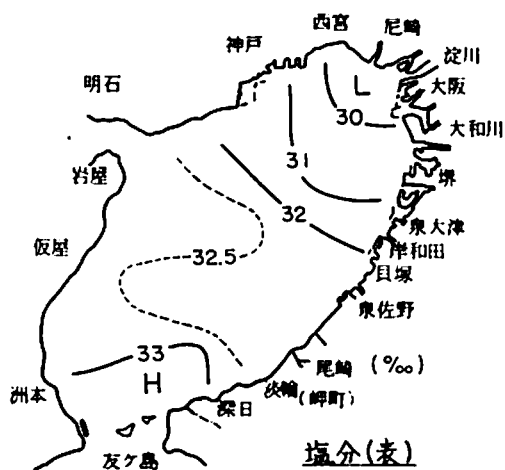 西宮
尼崎
神戸
淀川
明石
L
大阪
30
大和川
31
岩屋
堺
32
泉大津
仮屋
32.5
岸和田
貝塚
泉佐野
33
尾崎 (‰)
H
淡輪
洲本
深日
(岬町)
友ケ島
塩分(表)